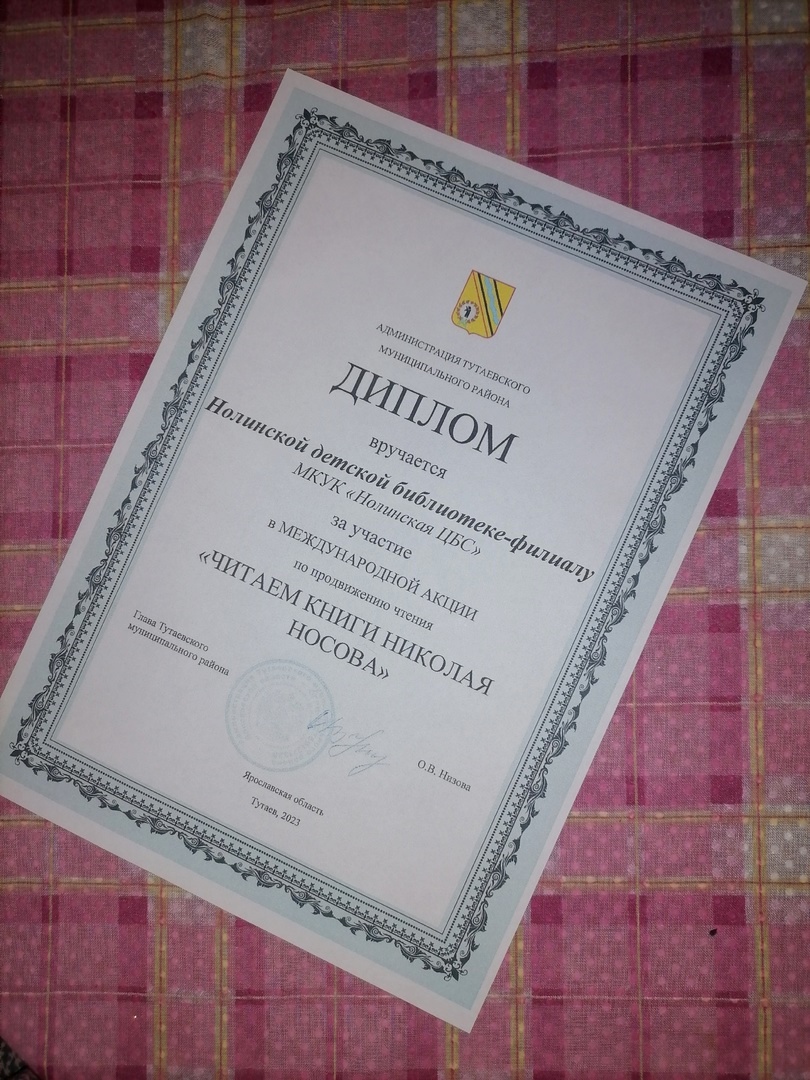 АДМИНИСТРАЦИЯ ТУТАЕВСКОГО
МУНИЦИПАЛЬНОГО РАЙОНА
ДИПЛОМ
вручается
Нолинской детской библиотеке-филиалу
МКУК «Нолинская ЦБС»
за участие
в МЕЖДУНАРОДНОЙ АКЦИИ
по продвижению чтения
«ЧИТАЕМ КНИГИ НИКОЛАЯ
НОСОВА»
Глава Тутаевского
муниципального района
О.В. Низова
Ярославская область
Тутаев, 2023